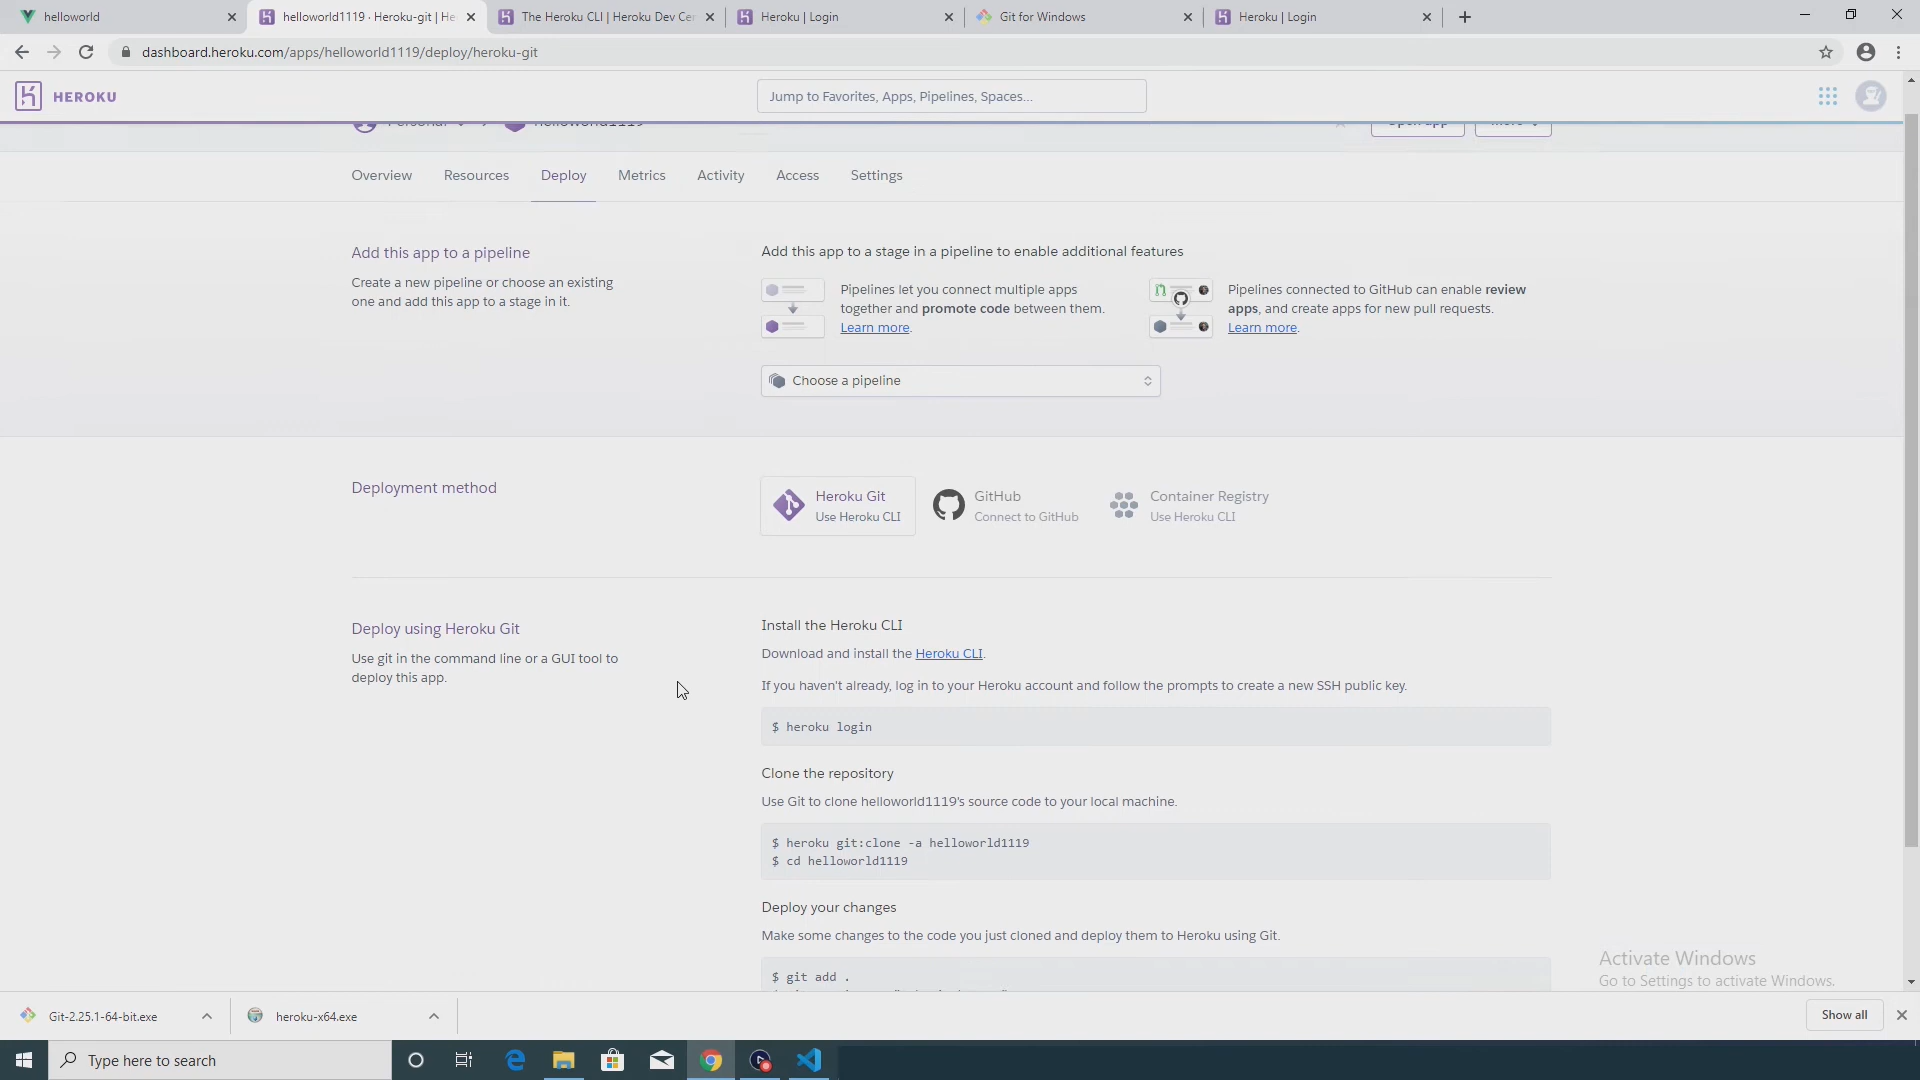 helloworld
helloworld1119 · Heroku-git | He
The Heroku CLI | Heroku Dev Cen
Heroku | Login
Git for Windows
Heroku | Login
dashboard.heroku.com/apps/helloworld1119/deploy/heroku-git
HEROKU
Jump to Favorites, Apps, Pipelines, Spaces...
Personal
helloworld1119
Open app
More
Overview
Resources
Deploy
Metrics
Activity
Access
Settings
Add this app to a pipeline
Create a new pipeline or choose an existing
one and add this app to a stage in it.
Add this app to a stage in a pipeline to enable additional features
Pipelines let you connect multiple apps
together and promote code between them.
Learn more.
Pipelines connected to GitHub can enable review
apps, and create apps for new pull requests.
Learn more.
Choose a pipeline
Deployment method
Heroku Git
Use Heroku CLI
GitHub
Connect to GitHub
Container Registry
Use Heroku CLI
Deploy using Heroku Git
Use git in the command line or a GUI tool to
deploy this app.
Install the Heroku CLI
Download and install the Heroku CLI.
If you haven't already, log in to your Heroku account and follow the prompts to create a new SSH public key.
$ heroku login
Clone the repository
Use Git to clone helloworld1119's source code to your local machine.
$ heroku git:clone -a helloworld1119
$ cd helloworld1119
Deploy your changes
Make some changes to the code you just cloned and deploy them to Heroku using Git.
$ git add .
Activate Windows
Go to Settings to activate Windows.
Git-2.25.1-64-bit.exe
heroku-x64.exe
Show all
Type here to search